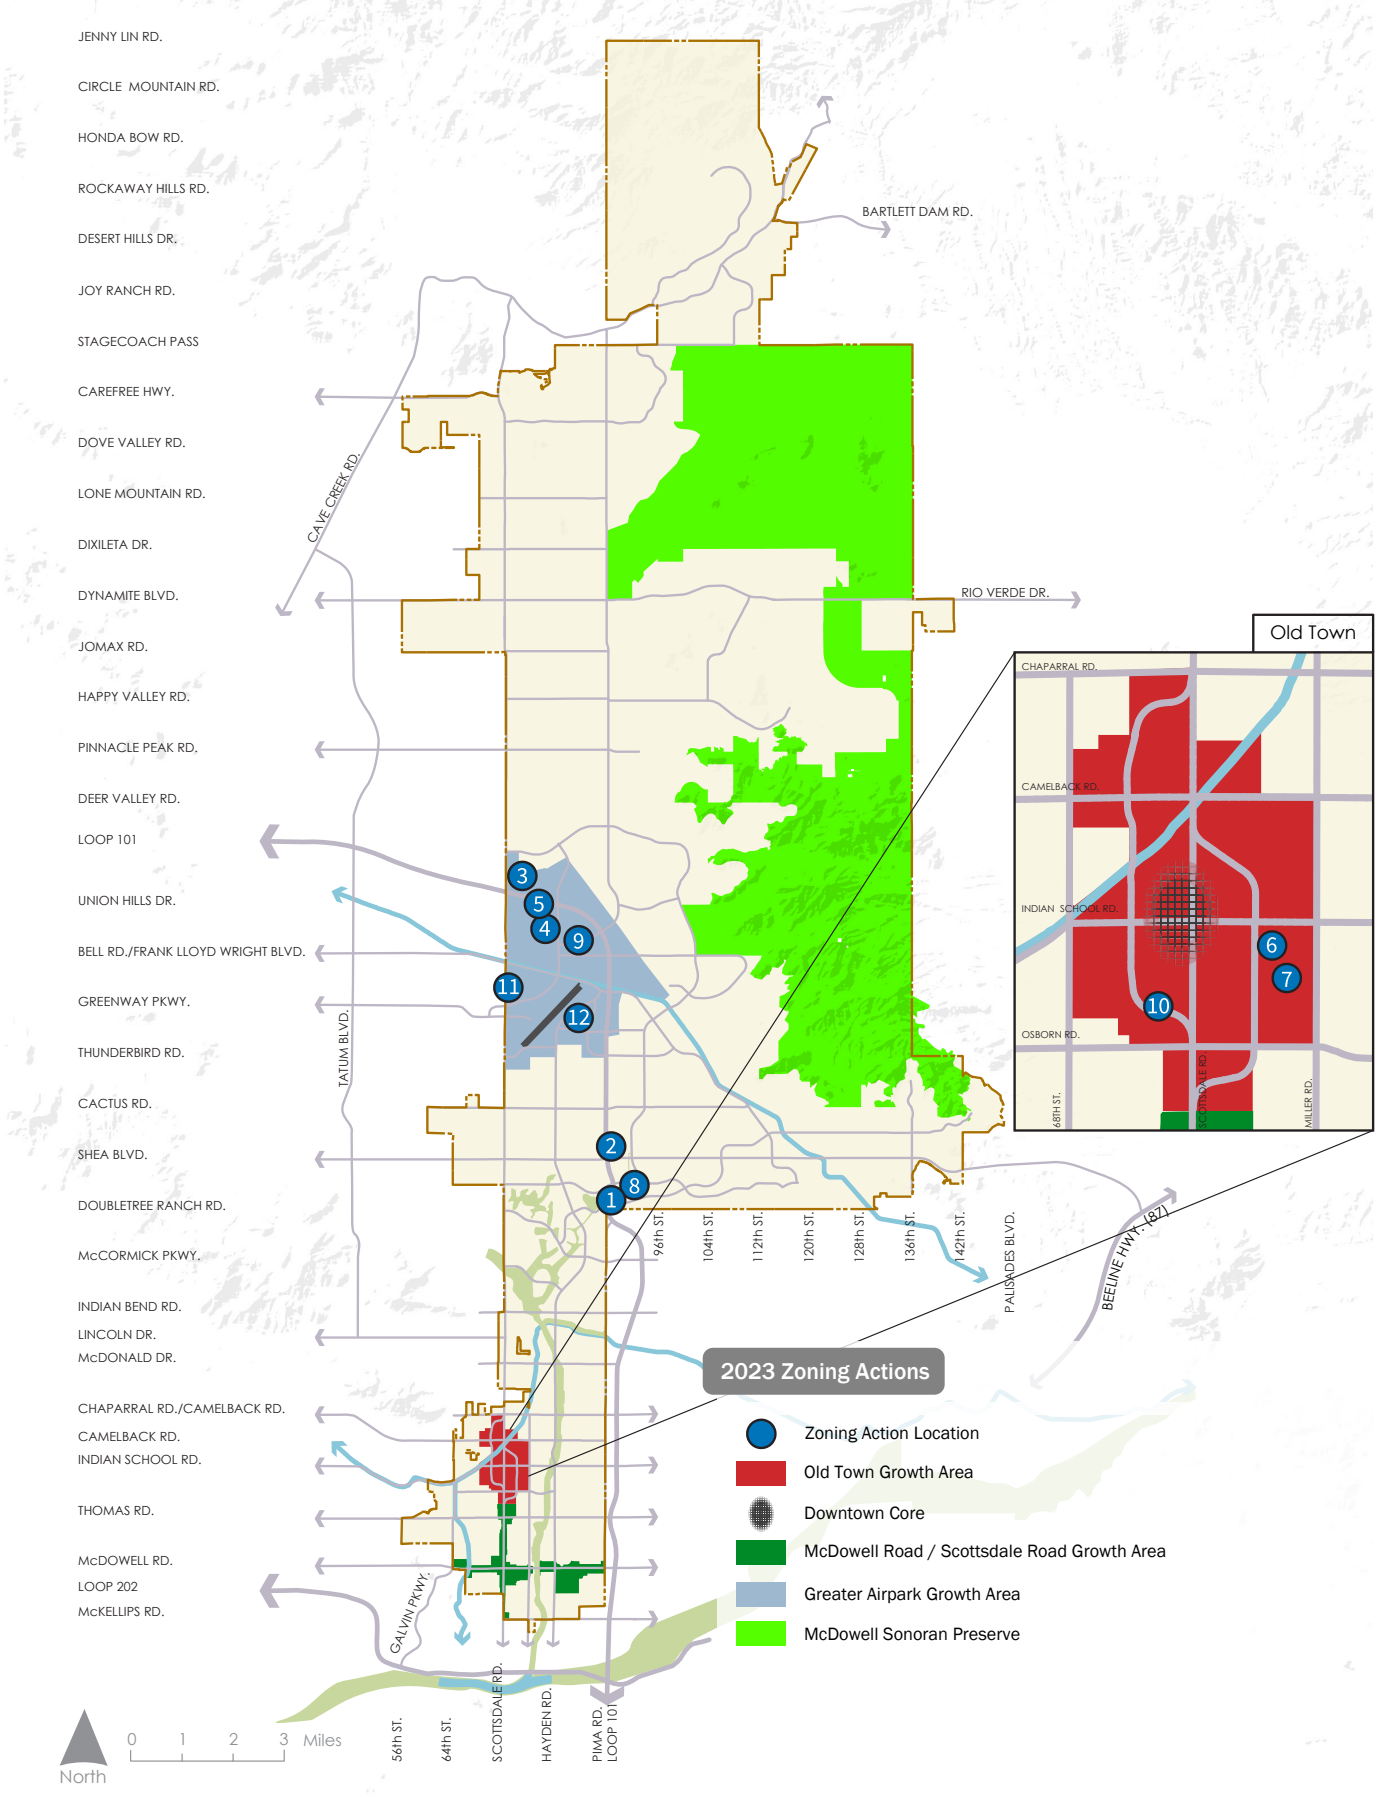 JENNY LIN RD.
CIRCLE MOUNTAIN RD.
HONDA BOW RD.
ROCKAWAY HILLS RD.
BARTLETT DAM RD.
DESERT HILLS DR.
JOY RANCH RD.
STAGECOACH PASS
CAREFREE HWY.
DOVE VALLEY RD.
CAVE CREEK RD.
LONE MOUNTAIN RD.
DIXILETA DR.
DYNAMITE BLVD.
RIO VERDE DR.
JOMAX RD.
HAPPY VALLEY RD.
PINNACLE PEAK RD.
DEER VALLEY RD.
LOOP 101
UNION HILLS DR.
BELL RD./FRANK LLOYD WRIGHT BLVD.
GREENWAY PKWY.
TATUM BLVD.
THUNDERBIRD RD.
CACTUS RD.
SHEA BLVD.
DOUBLETREE RANCH RD.
McCORMICK PKWY.
INDIAN BEND RD.
LINCOLN DR.
McDONALD DR.
CHAPARRAL RD./CAMELBACK RD.
CAMELBACK RD.
INDIAN SCHOOL RD.
THOMAS RD.
McDOWELL RD.
LOOP 202
McKELLIPS RD.
GALVIN PKWY.
3
5
4
9
11
12
2
8
1
96th ST.
104th ST.
112th ST.
120th ST.
128th ST.
136th ST.
142th ST.
PALISADES BLVD.
BEELINE HWY. (87)
Old Town
CHAPARRAL RD.
CAMELBACK RD.
INDIAN SCHOOL RD.
6
7
10
OSBORN RD.
68TH ST.
SCOTTSDALE RD.
MILLER RD.
2023 Zoning Actions
Zoning Action Location
Old Town Growth Area
Downtown Core
McDowell Road / Scottsdale Road Growth Area
Greater Airpark Growth Area
McDowell Sonoran Preserve
56th ST.
64th ST.
SCOTTSDALE RD.
HAYDEN RD.
PIMA RD.
LOOP 101
0 1 2 3 Miles
North